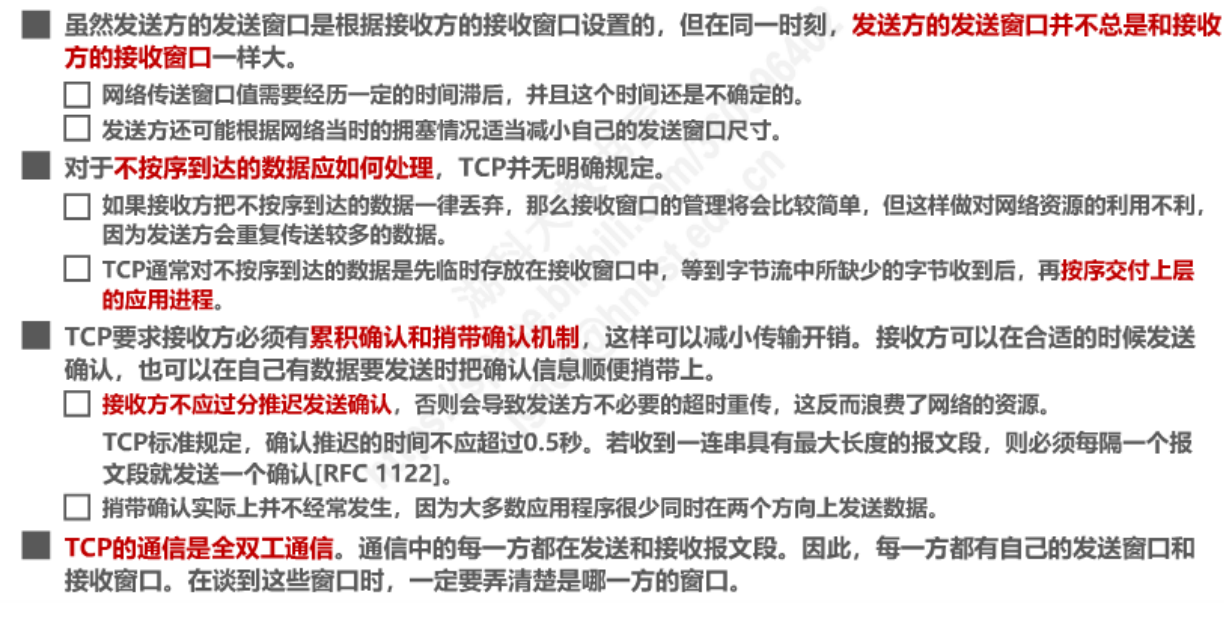 虽然发送方的发送窗口是根据接收方的接收窗口设置的，但在同一时刻，发送方的发送窗口并不总是和接收
方的接收窗口一样大。
网络传送窗口值需要经历一定的时间滞后，并且这个时间还是不确定的。
发送方还可能根据网络当时的拥塞情况适当减小自己的发送窗口尺寸。
对于不按序到达的数据应如何处理，TCP并无明确规定。
如果接收方把不按序到达的数据一律丢弃，那么接收窗口的管理将会比较简单，但这样做对网络资源的利用不利，
因为发送方会重复传送较多的数据。
TCP通常对不按序到达的数据是先临时存放在接收窗口中，等到字节流中所缺少的字节收到后，再按序交付上层
的应用进程。
TCP要求接收方必须有累积确认和捎带确认机制，这样可以减小传输开销。接收方可以在合适的时候发送
确认，也可以在自己有数据要发送时把确认信息顺便捎带上。
接收方不应过分推迟发送确认，否则会导致发送方不必要的超时重传，这反而浪费了网络的资源。
TCP标准规定，确认推迟的时间不应超过0.5秒。若收到一连串具有最大长度的报文段，则必须每隔一个报
文段就发送一个确认[RFC 1122]。
捎带确认实际上并不经常发生，因为大多数应用程序很少同时在两个方向上发送数据。
TCP的通信是全双工通信。通信中的每一方都在发送和接收报文段。因此，每一方都有自己的发送窗口和
接收窗口。在谈到这些窗口时，一定要弄清楚是哪一方的窗口。